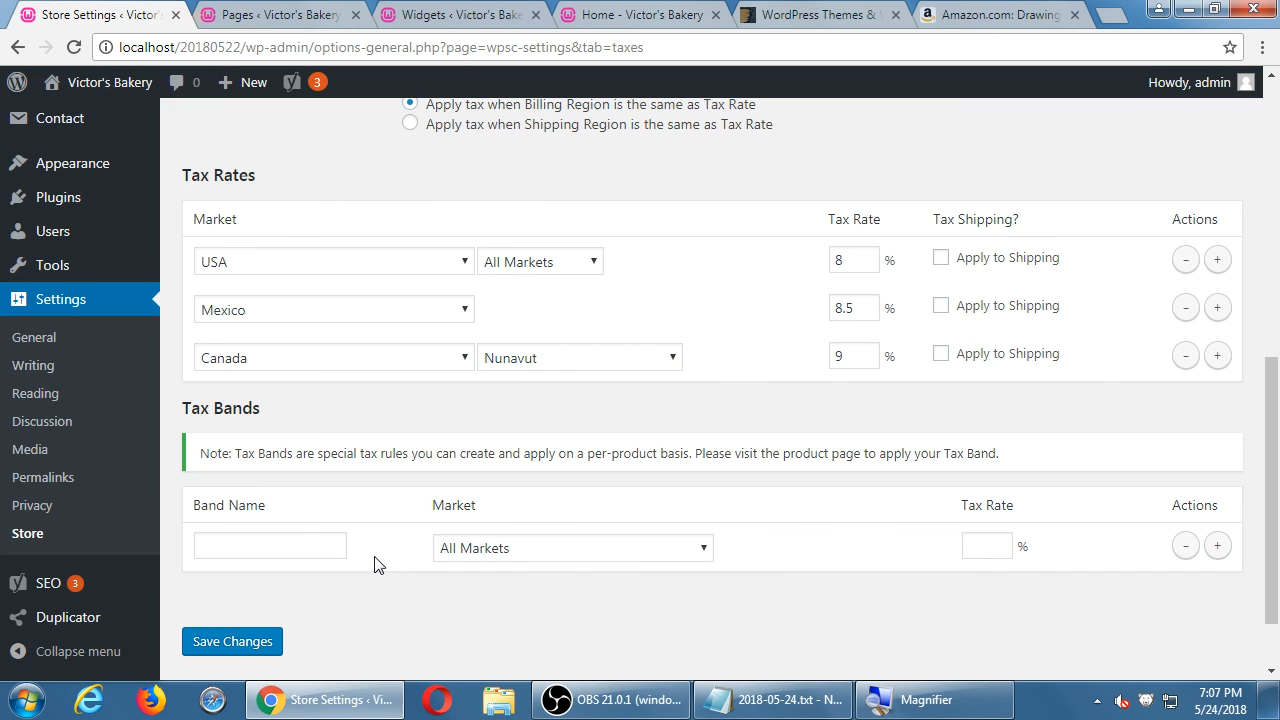 Store Settings ‹ Victor'
Pages ‹ Victor's Bakery
Widgets ‹ Victor's Bake
Home - Victor's Bakery
WordPress Themes &
Amazon.com: Drawing
localhost/20180522/wp-admin/options-general.php?page=wpsc-settings&tab=taxes
Victor's Bakery 0 New 3 Howdy, admin
Contact
Appearance
Plugins
Users
Tools
Settings
General
Writing
Reading
Discussion
Media
Permalinks
Privacy
Store
SEO 3
Duplicator
Collapse menu
Apply tax when Billing Region is the same as Tax Rate
Apply tax when Shipping Region is the same as Tax Rate
Tax Rates
Market Tax Rate Tax Shipping? Actions
USA All Markets 8 % Apply to Shipping - +
Mexico 8.5 % Apply to Shipping - +
Canada Nunavut 9 % Apply to Shipping - +
Tax Bands
Note: Tax Bands are special tax rules you can create and apply on a per-product basis. Please visit the product page to apply your Tax Band.
Band Name Market Tax Rate Actions
All Markets % - +
Save Changes
Store Settings ‹ Vi...
OBS 21.0.1 (windo...
2018-05-24.txt - N...
Magnifier
7:07 PM
5/24/2018